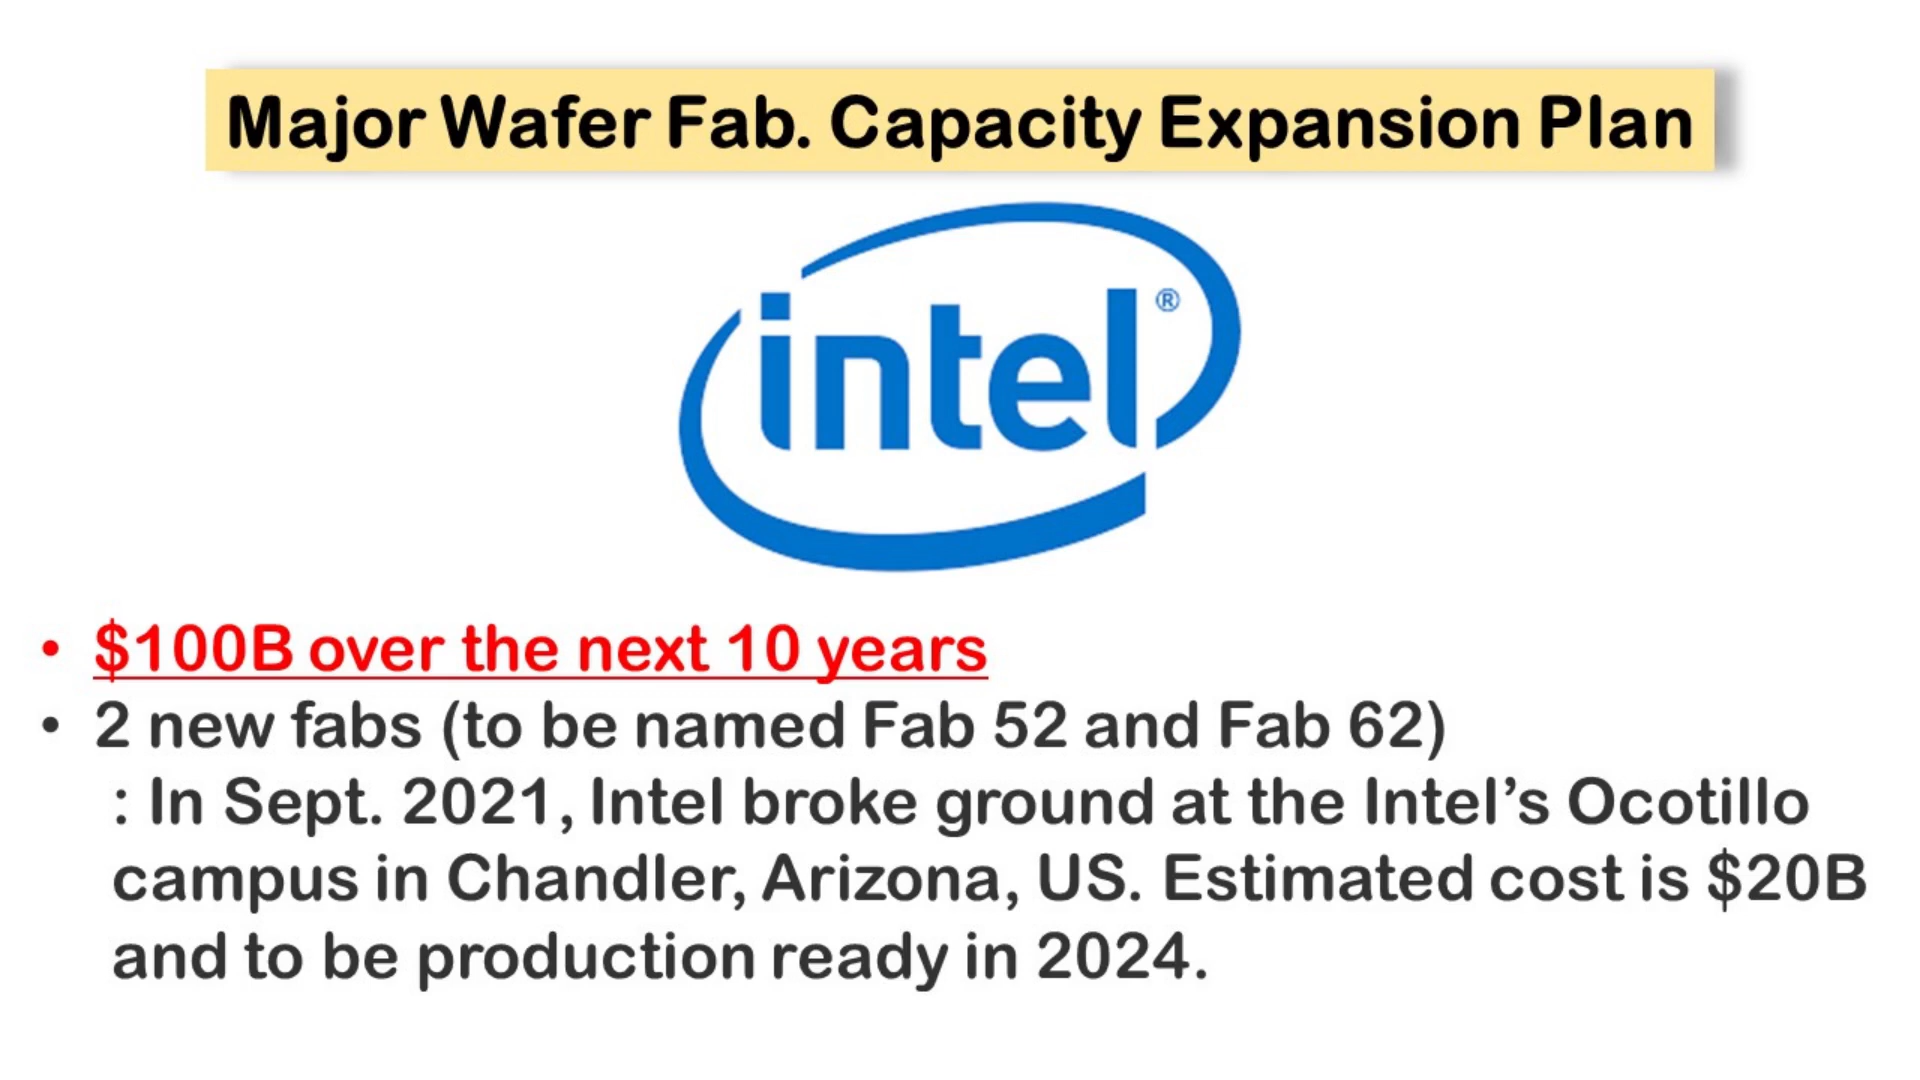 Major Wafer Fab. Capacity Expansion Plan
intel®
• $100B over the next 10 years
• 2 new fabs (to be named Fab 52 and Fab 62)
: In Sept. 2021, Intel broke ground at the Intel’s Ocotillo
campus in Chandler, Arizona, US. Estimated cost is $20B
and to be production ready in 2024.